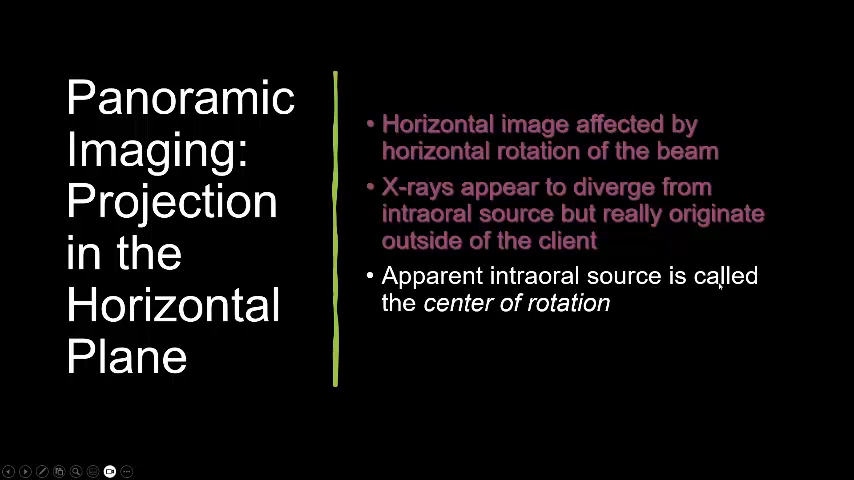 Panoramic
Imaging:
Projection
in the
Horizontal
Plane
• Horizontal image affected by
horizontal rotation of the beam
• X-rays appear to diverge from
intraoral source but really originate
outside of the client
• Apparent intraoral source is called
the center of rotation